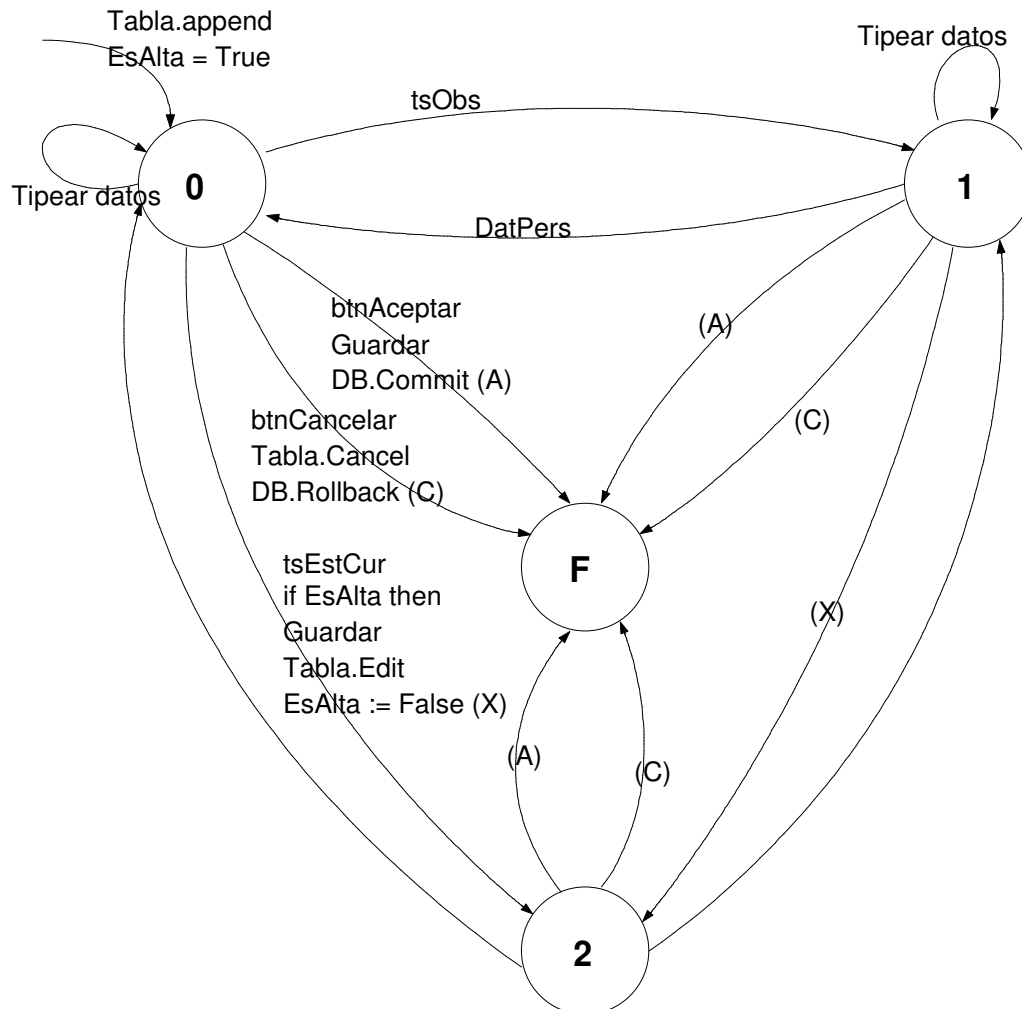 Tabla.append
EsAlta = True
Tipear datos
tsObs
0
1
Tipear datos
DatPers
btnAceptar
Guardar
DB.Commit (A)
(A)
(C)
btnCancelar
Tabla.Cancel
DB.Rollback (C)
F
tsEstCur
if EsAlta then
Guardar
Tabla.Edit
EsAlta := False (X)
(X)
(A)
(C)
2